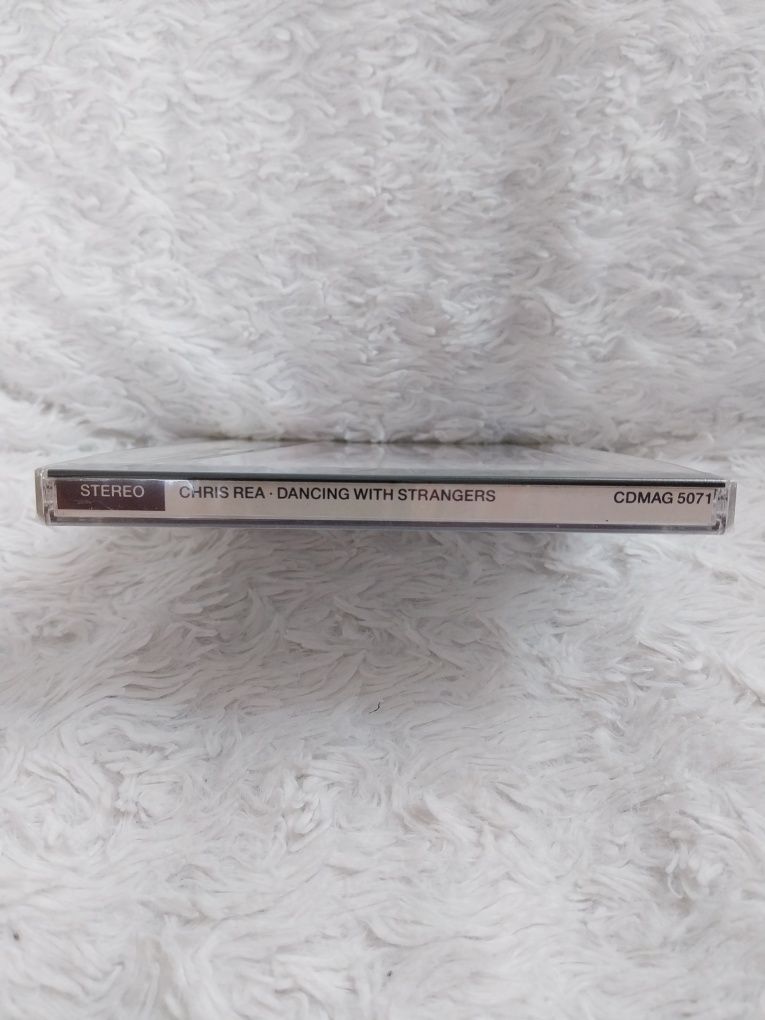 STEREO CHRIS REA · DANCING WITH STRANGERS CDMAG 5071